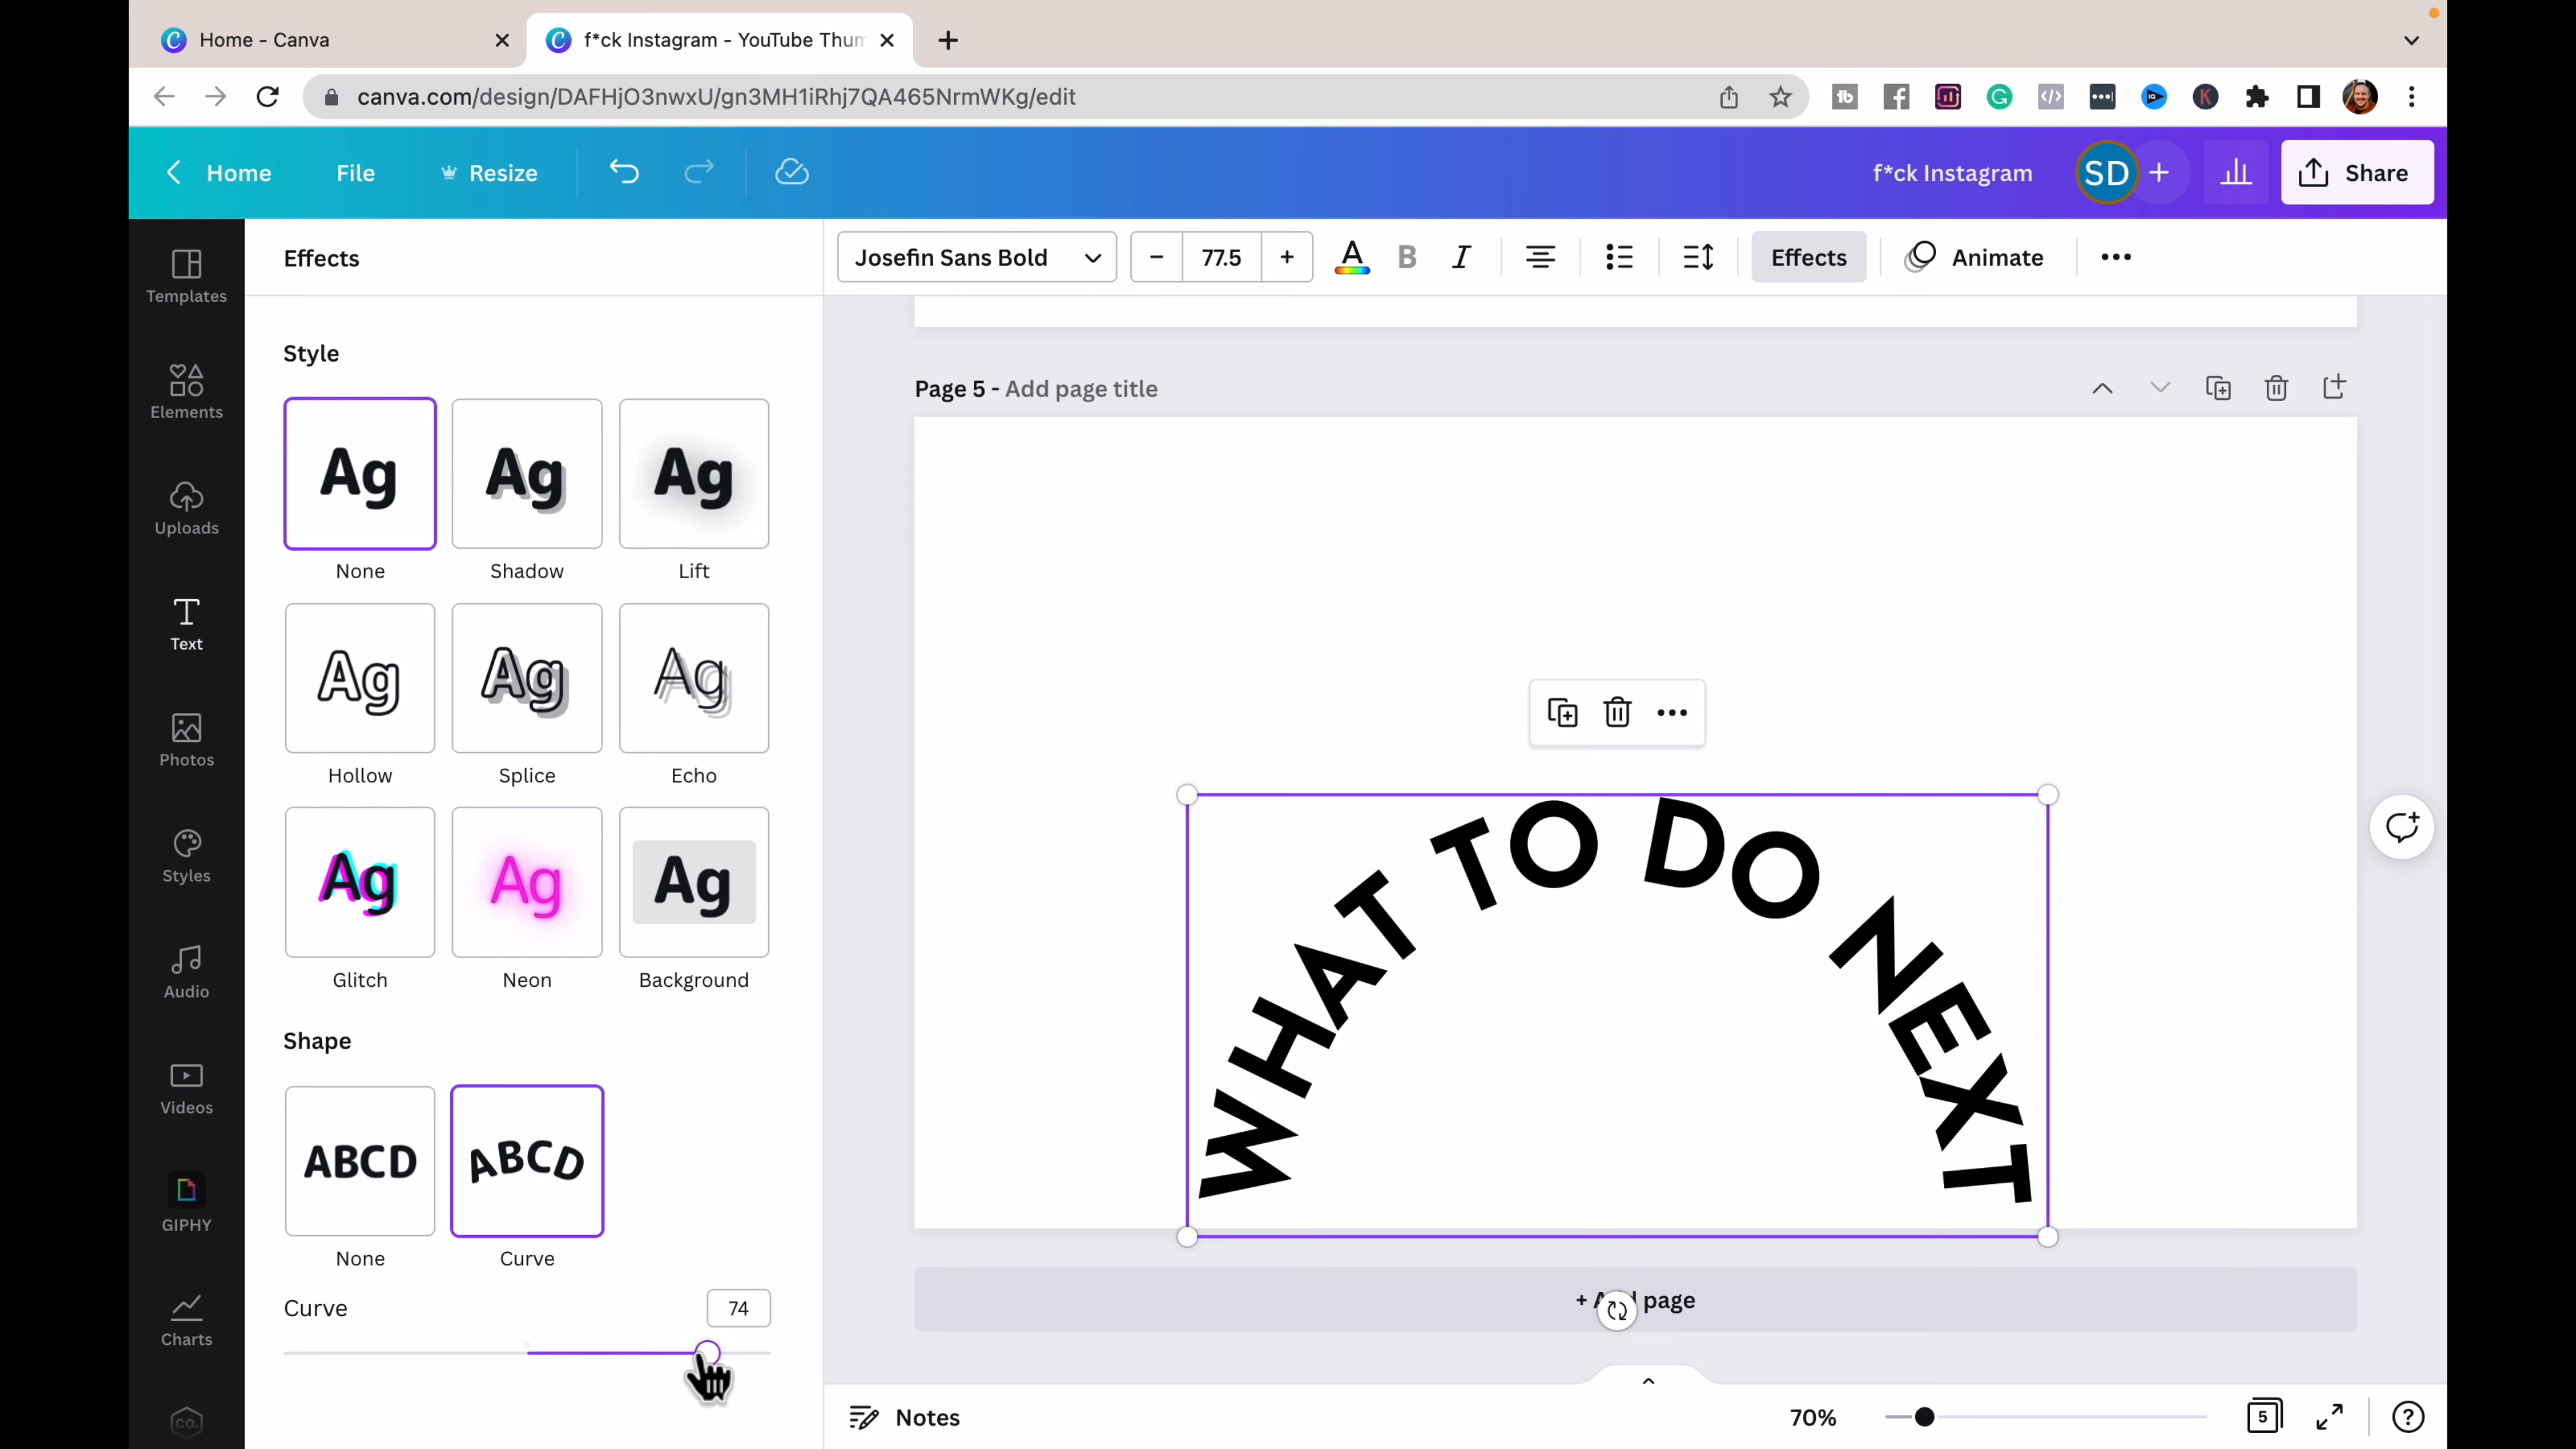 Home - Canva
f*ck Instagram - YouTube Thum
canva.com/design/DAFHjO3nwxU/gn3MH1iRhj7QA465NrmWKg/edit
Home
File
Resize
f*ck Instagram
SD
Share
Templates
Elements
Uploads
Text
Photos
Styles
Audio
Videos
GIPHY
Charts
co.
Effects
Style
Ag
Ag
Ag
None
Shadow
Lift
Ag
Ag
Ag
Hollow
Splice
Echo
Ag
Ag
Ag
Glitch
Neon
Background
Shape
ABCD
ABCD
None
Curve
Curve
74
Josefin Sans Bold
77.5
A
B
I
Effects
Animate
Page 5 - Add page title
WHAT TO DO NEXT
page
Notes
70%
5